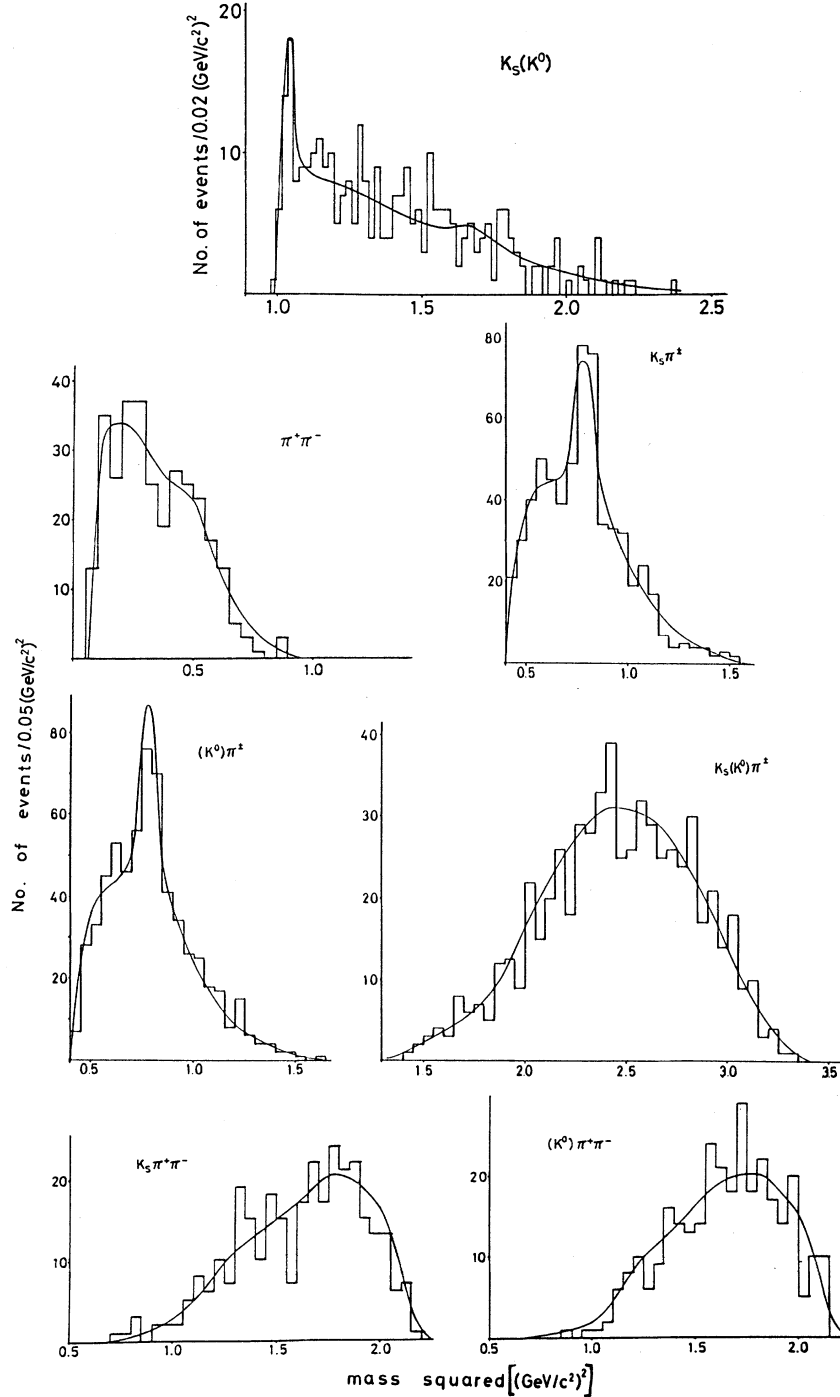 No. of events/0.02 (GeV/c²)²
20
10
K_S(K⁰)
1.0 1.5 2.0 2.5
40
30
20
10
π⁺π⁻
0.5 1.0
80
60
40
20
K_Sπ±
0.5 1.0 1.5
No. of events/0.05(GeV/c²)²
80
60
40
20
(K⁰)π±
0.5 1.0 1.5
40
30
20
10
K_S(K⁰)π±
1 5 2.0 2.5 3.0 3.5
20
10
K_Sπ⁺π⁻
0.5 1.0 1.5 2.0
20
10
(K⁰)π⁺π⁻
0.5 1.0 1.5 2.0
mass squared[(GeV/c²)²]